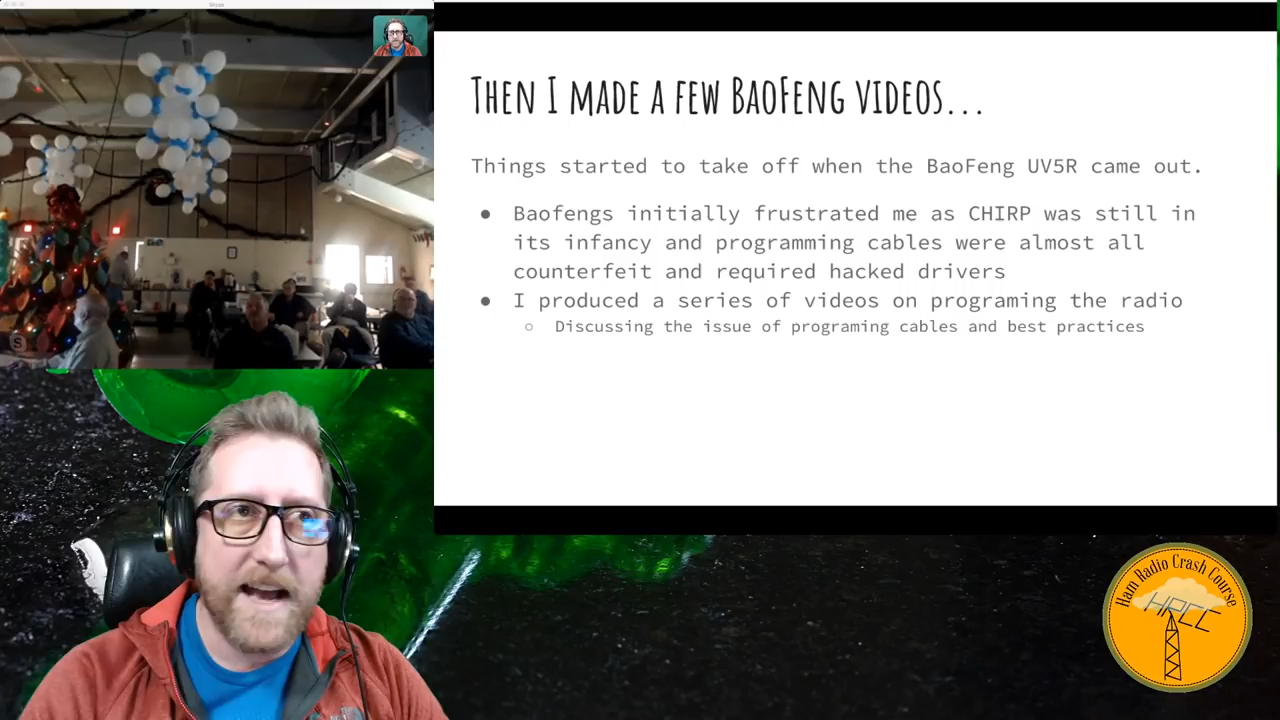 Skype
THEN I MADE A FEW BAOFENG VIDEOS...
Things started to take off when the BaoFeng UV5R came out.
● Baofengs initially frustrated me as CHIRP was still in
its infancy and programming cables were almost all
counterfeit and required hacked drivers
● I produced a series of videos on programing the radio
○ Discussing the issue of programing cables and best practices
S
Ham Radio Crash Course
HRCC